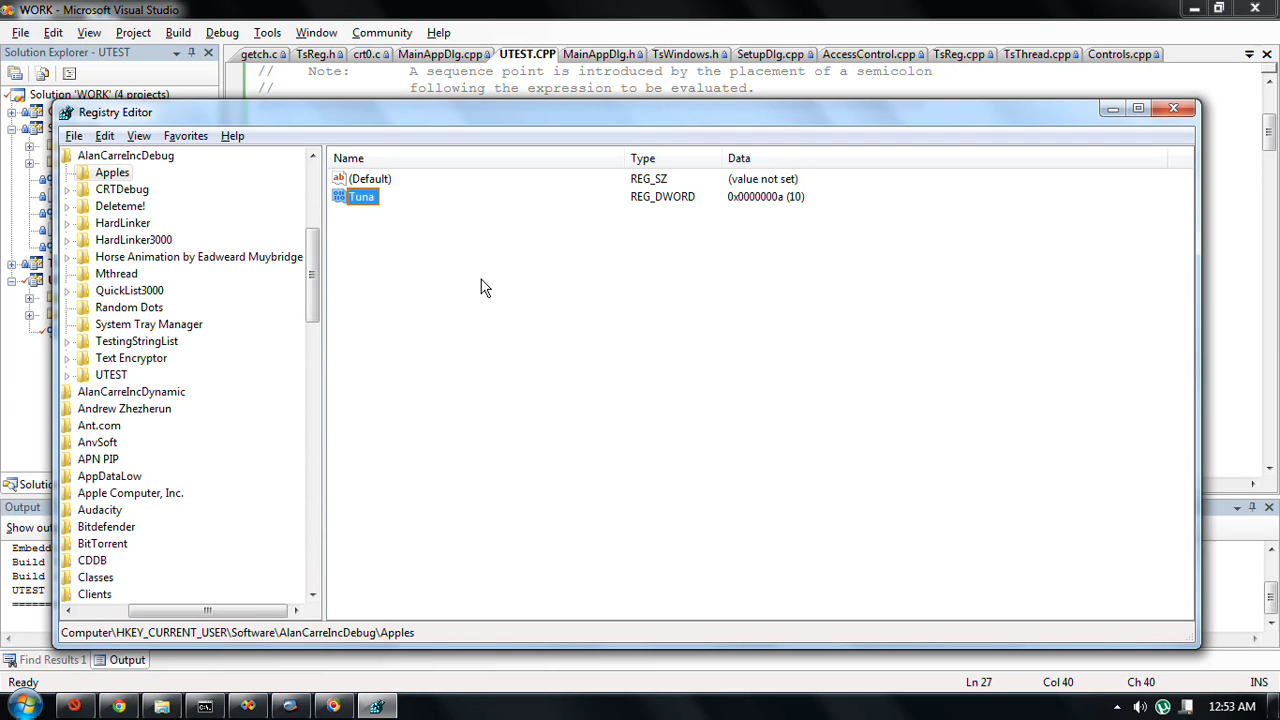 WORK - Microsoft Visual Studio
File Edit View Project Build Debug Tools Window Community Help
Solution Explorer - UTEST
getch.c TsReg.h crt0.c MainAppDlg.cpp UTEST.CPP MainAppDlg.h TsWindows.h SetupDlg.cpp AccessControl.cpp TsReg.cpp TsThread.cpp Controls.cpp
// Note: A sequence point is introduced by the placement of a semicolon
// following the expression to be evaluated.
Solution 'WORK' (4 projects)
Registry Editor
File Edit View Favorites Help
AlanCarreIncDebug
Apples
CRTDebug
Deleteme!
HardLinker
HardLinker3000
Horse Animation by Eadweard Muybridge
Mthread
QuickList3000
Random Dots
System Tray Manager
TestingStringList
Text Encryptor
UTEST
AlanCarreIncDynamic
Andrew Zhezherun
Ant.com
AnvSoft
APN PIP
AppDataLow
Apple Computer, Inc.
Audacity
Bitdefender
BitTorrent
CDDB
Classes
Clients
Name Type Data
(Default) REG_SZ (value not set)
Tuna REG_DWORD 0x0000000a (10)
Computer\HKEY_CURRENT_USER\Software\AlanCarreIncDebug\Apples
Output
Build
Build
UTEST
Find Results 1 Output
Ready Ln 27 Col 40 Ch 40 INS
12:53 AM